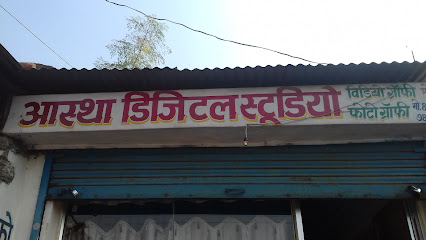 आस्था डिजिटल स्टूडियो
विडियो ग्रॉफी
फोटो ग्रॉफी